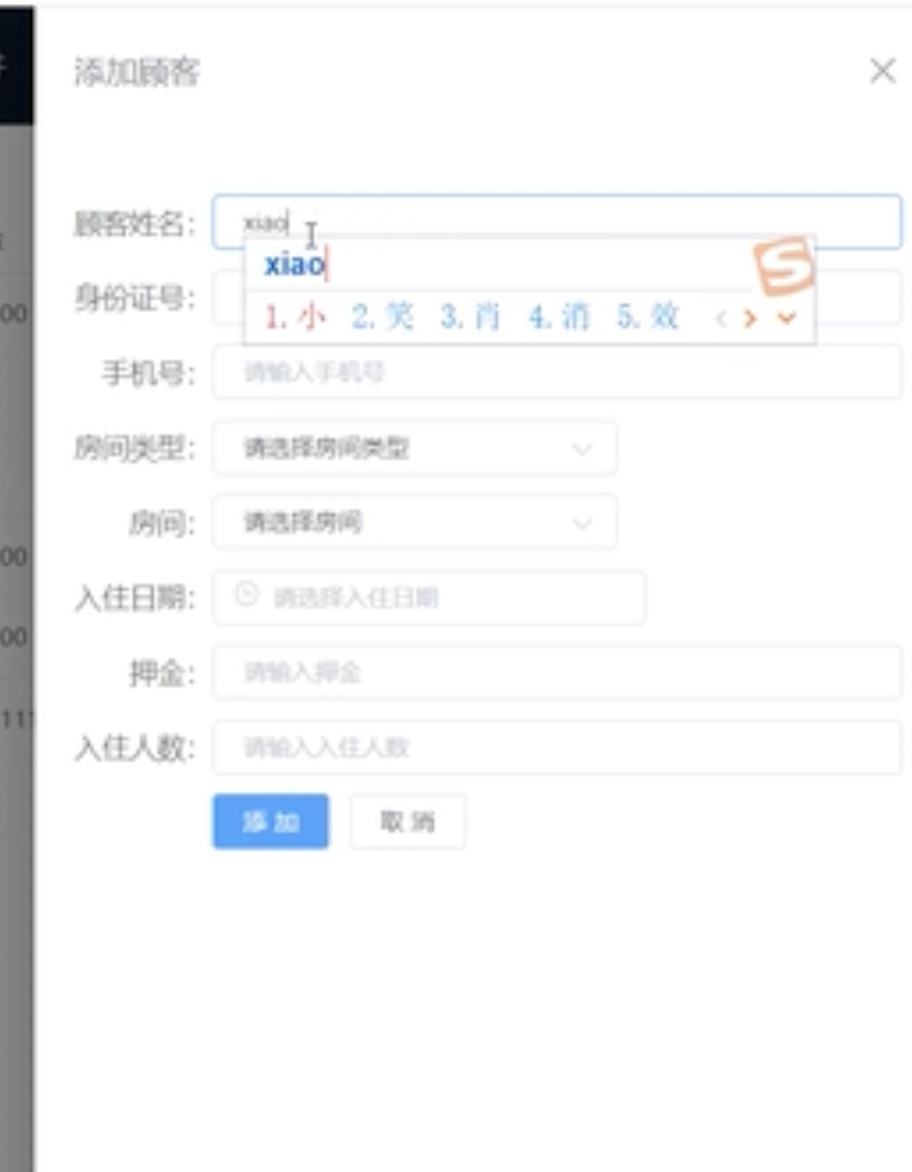 添加顾客
顾客姓名: xiao
xiao
身份证号:
1. 小 2. 笑 3. 肖 4. 消 5. 效
手机号: 请输入手机号
房间类型: 请选择房间类型
房间: 请选择房间
入住日期: 请选择入住日期
押金: 请输入押金
入住人数: 请输入入住人数
添加 取消
00
00
00
111